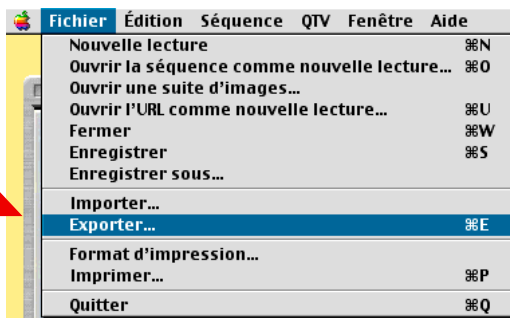 Fichier Édition Séquence QTV Fenêtre Aide
Nouvelle lecture ⌘N
Ouvrir la séquence comme nouvelle lecture... ⌘O
Ouvrir une suite d'images...
Ouvrir l'URL comme nouvelle lecture... ⌘U
Fermer ⌘W
Enregistrer ⌘S
Enregistrer sous...
Importer...
Exporter... ⌘E
Format d'impression...
Imprimer... ⌘P
Quitter ⌘Q